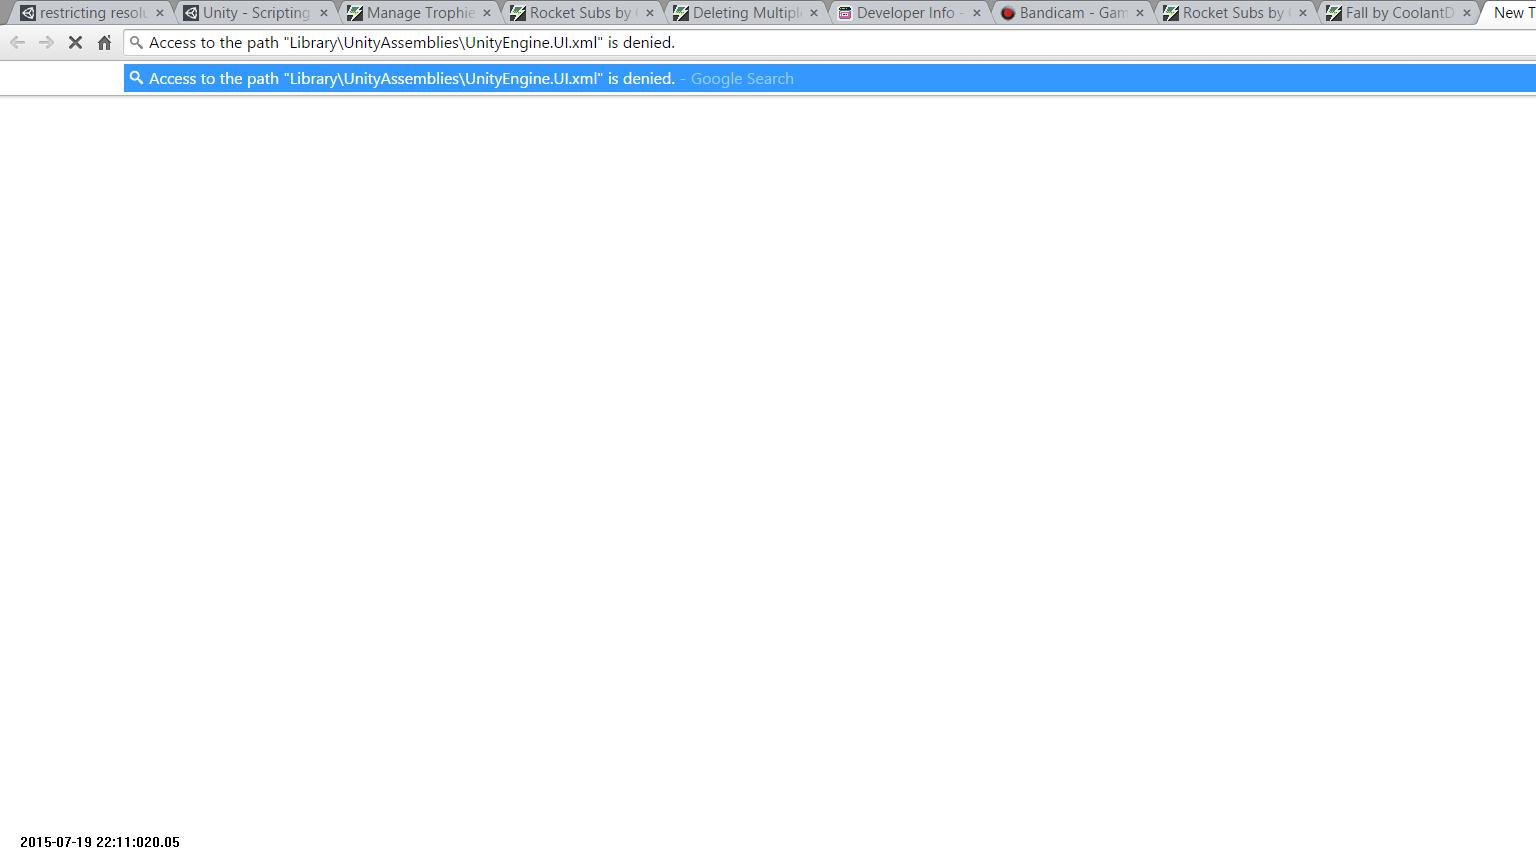 restricting resolu
Unity - Scripting
Manage Trophie
Rocket Subs by
Deleting Multipl
Developer Info -
Bandicam - Gam
Rocket Subs by
Fall by CoolantD
New T
Access to the path "Library\UnityAssemblies\UnityEngine.UI.xml" is denied.
Access to the path "Library\UnityAssemblies\UnityEngine.UI.xml" is denied. - Google Search
2015-07-19 22:11:020.05